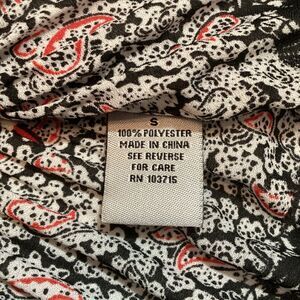 S
100% POLYESTER
MADE IN CHINA
SEE REVERSE
FOR CARE
RN 103715